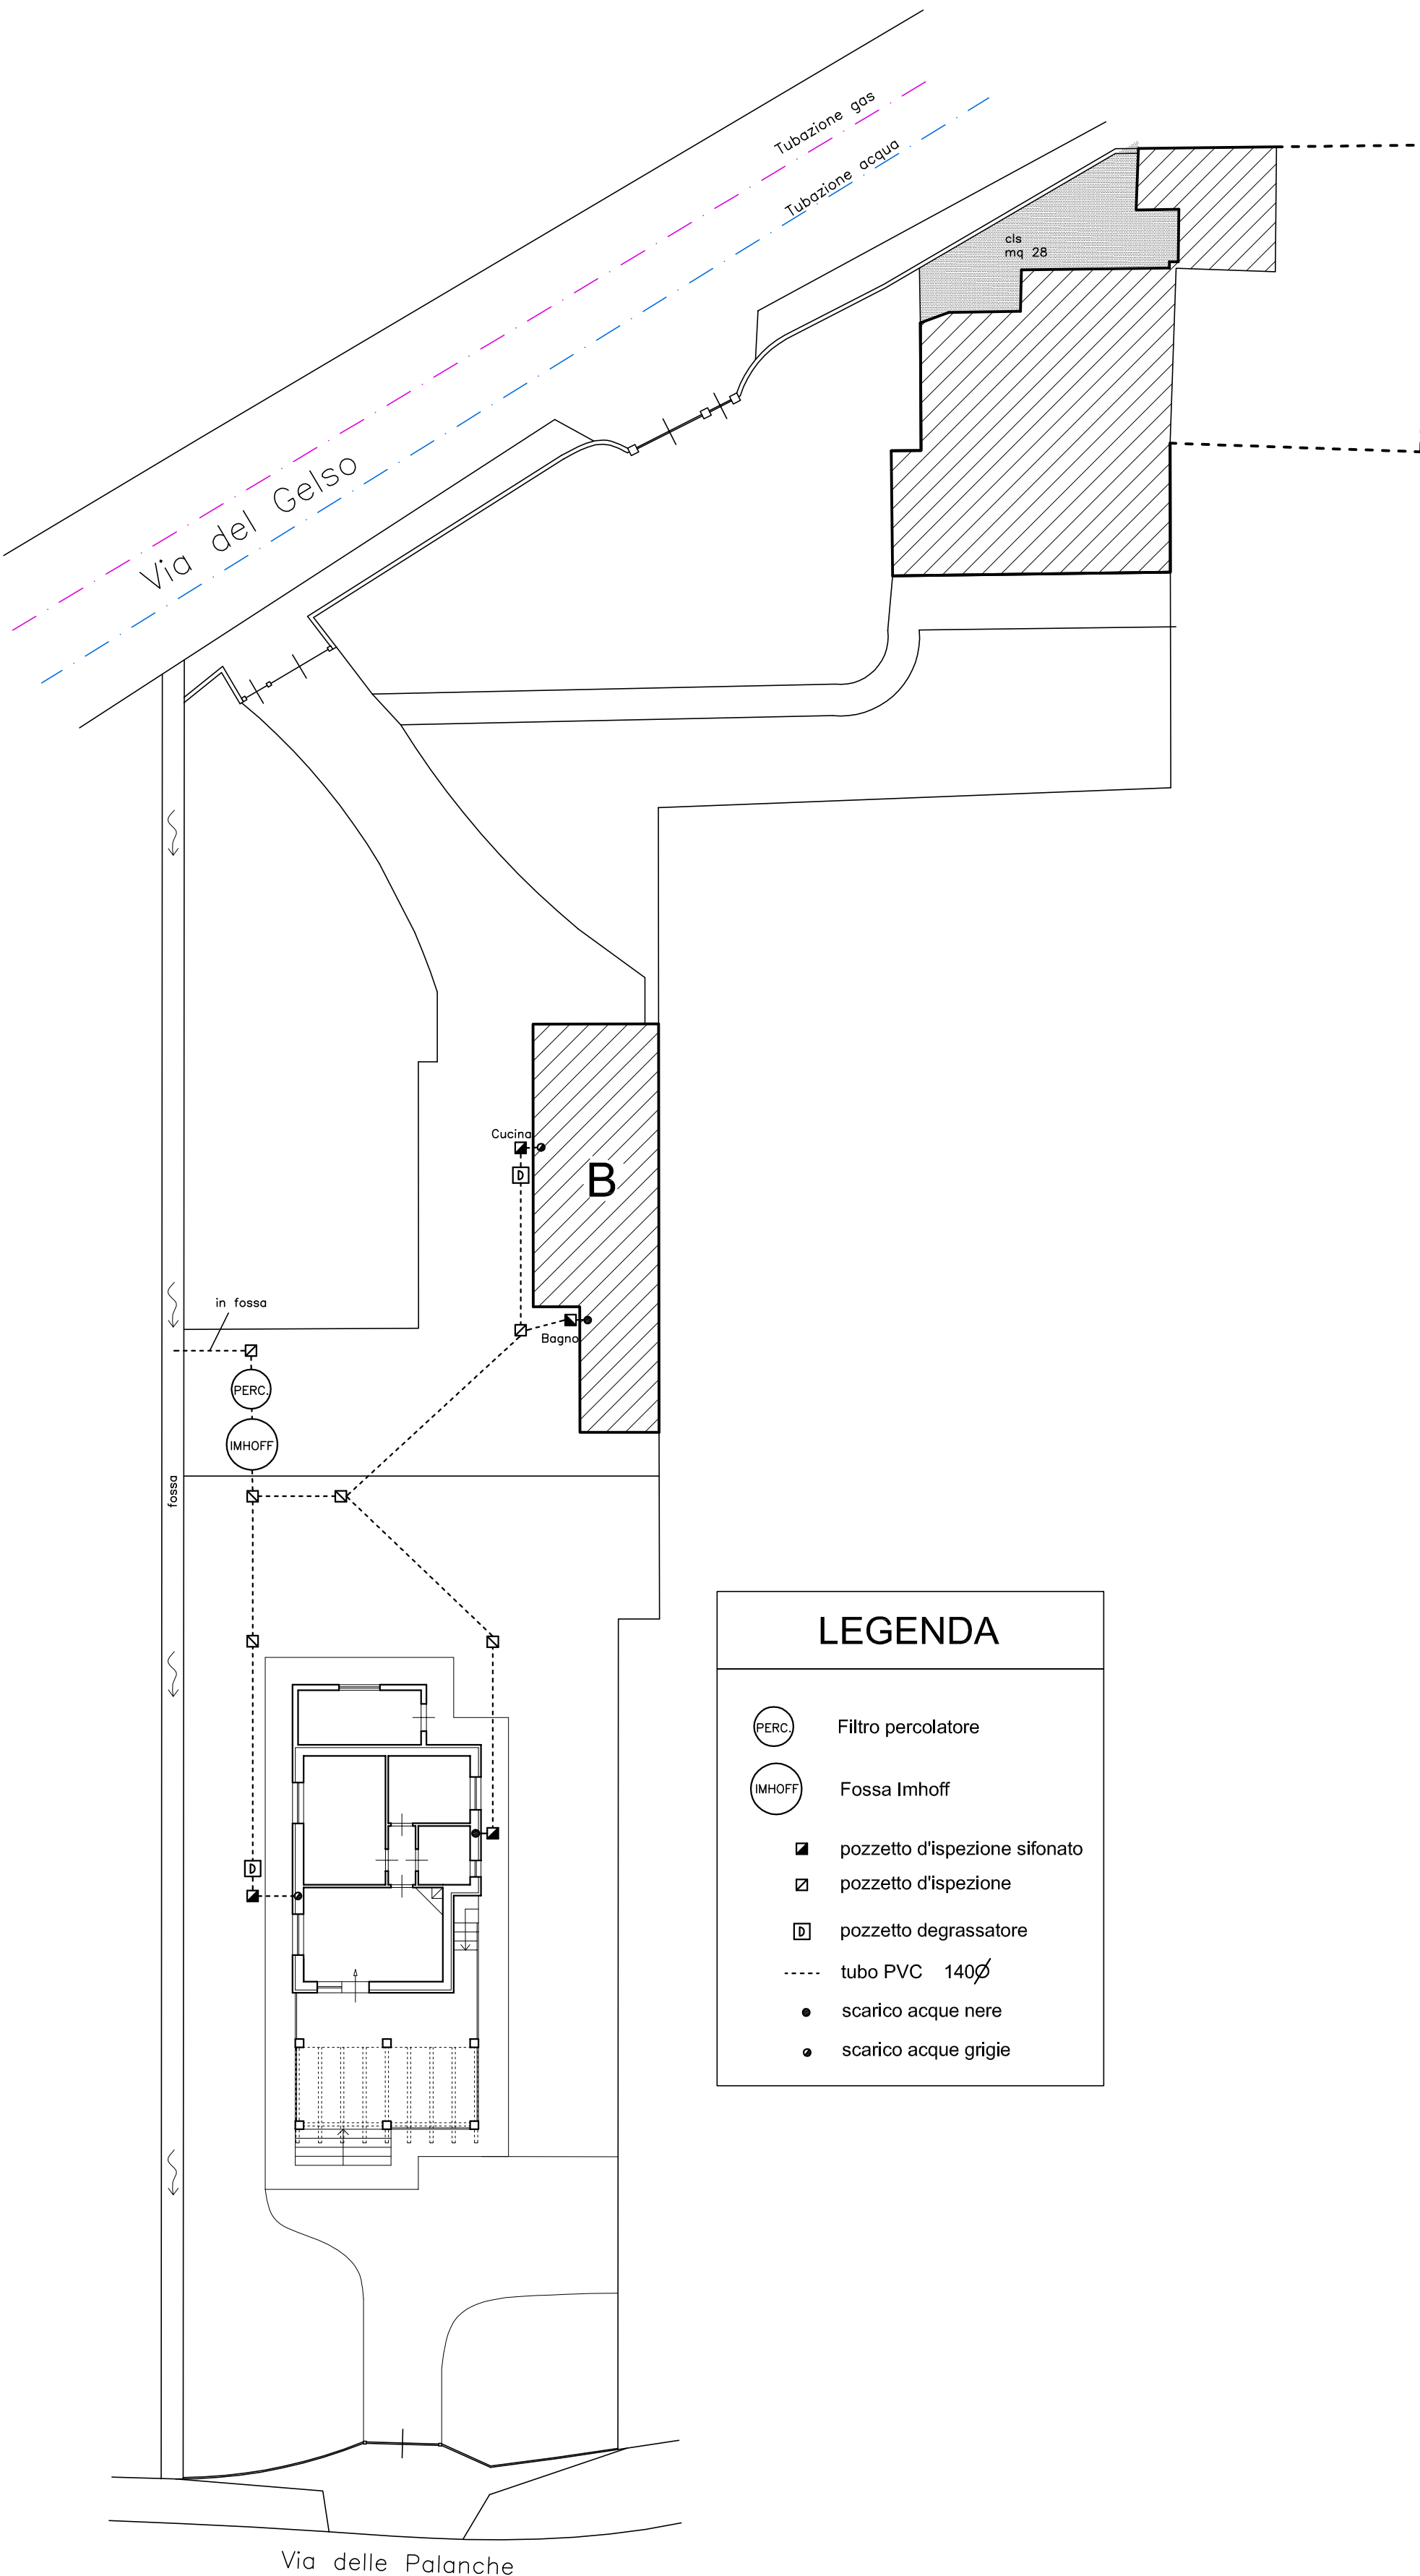 Tubazione gas
Tubazione acqua
cls
mq 28
Via del Gelso
Cucina
D
B
in fossa
Bagno
PERC.
IMHOFF
fossa
LEGENDA
PERC. Filtro percolatore
IMHOFF Fossa Imhoff
pozzetto d'ispezione sifonato
pozzetto d'ispezione
D pozzetto degrassatore
tubo PVC 140Ø
scarico acque nere
scarico acque grigie
D
Via delle Palanche